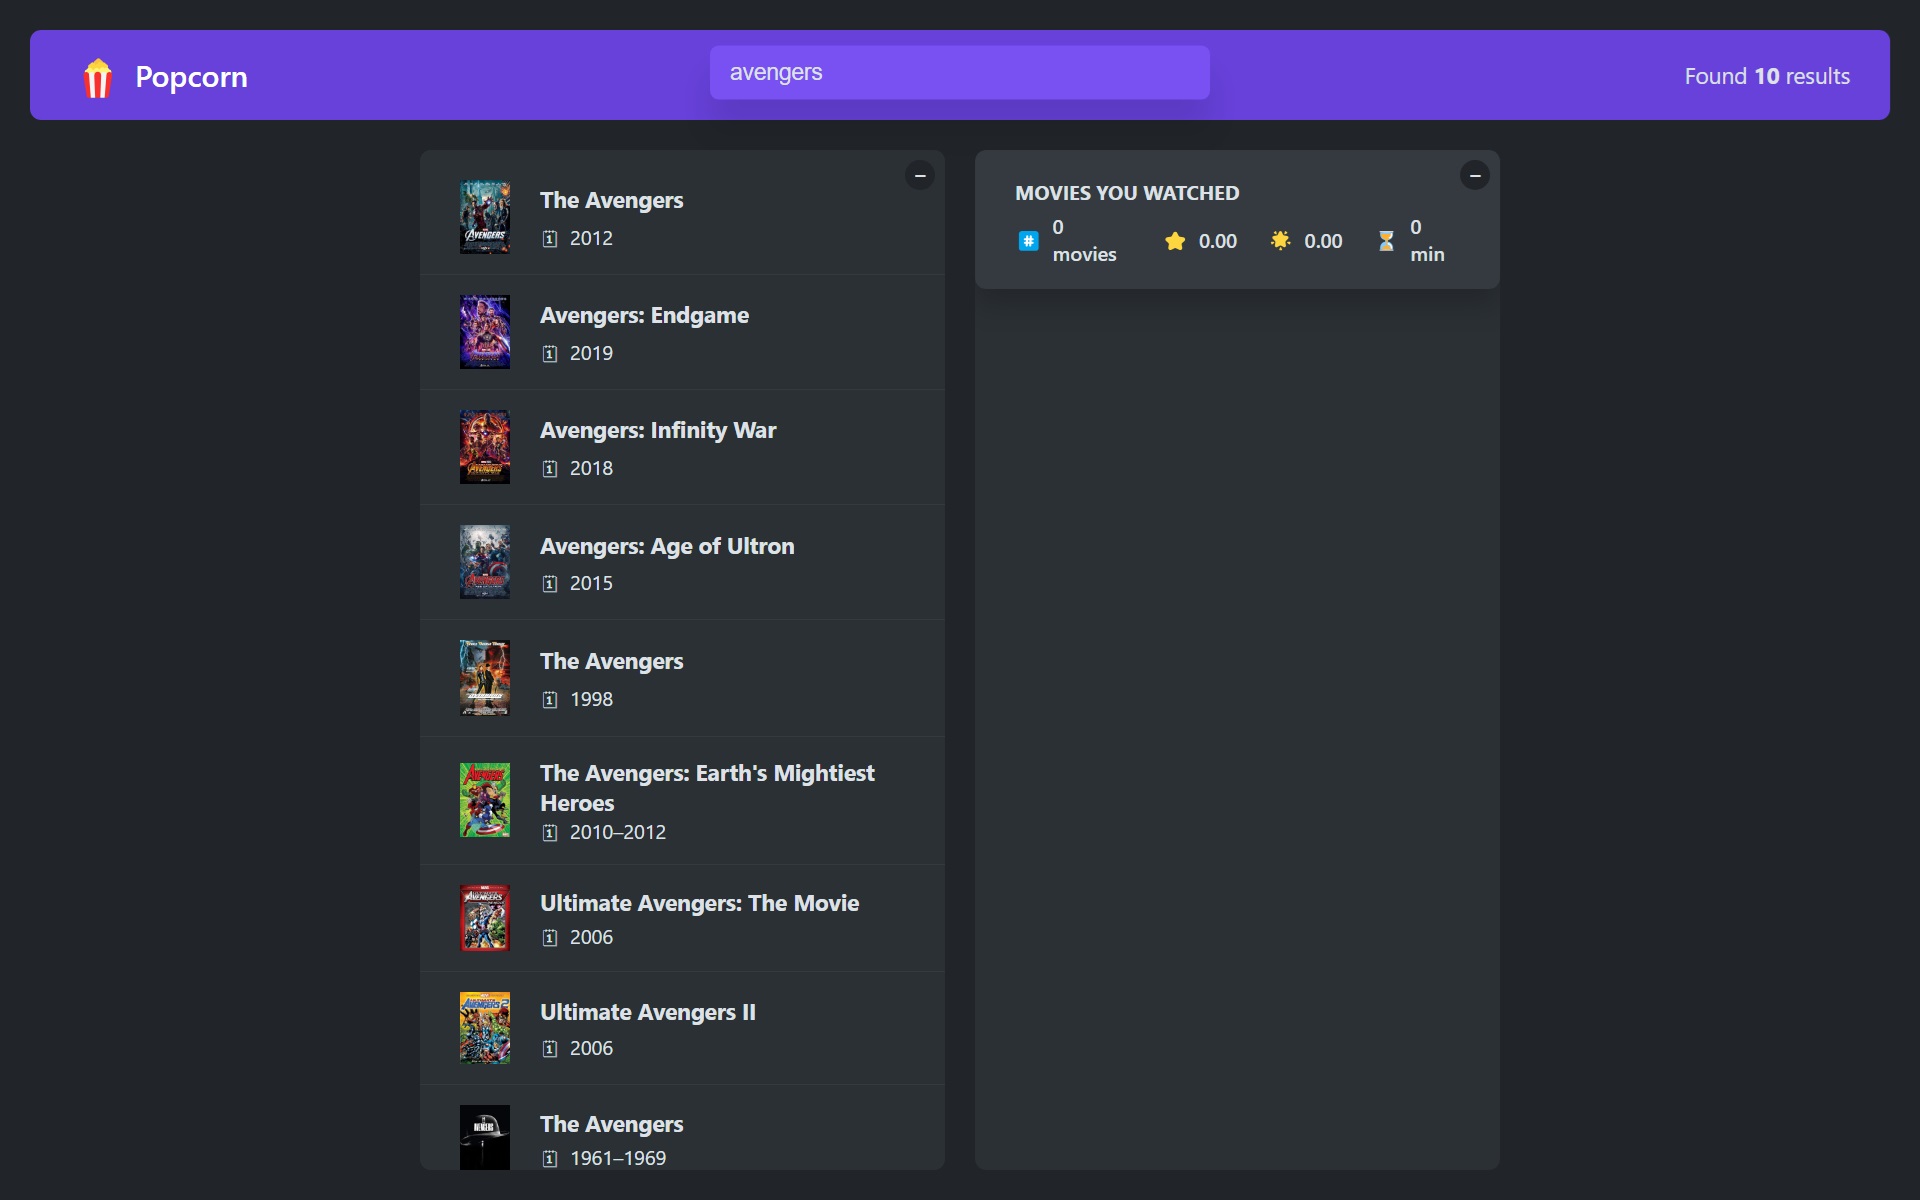 Popcorn
avengers
Found 10 results
The Avengers
2012
Avengers: Endgame
2019
Avengers: Infinity War
2018
Avengers: Age of Ultron
2015
The Avengers
1998
The Avengers: Earth's Mightiest
Heroes
2010–2012
Ultimate Avengers: The Movie
2006
Ultimate Avengers II
2006
The Avengers
1961–1969
MOVIES YOU WATCHED
0
movies
0.00
0.00
0
min